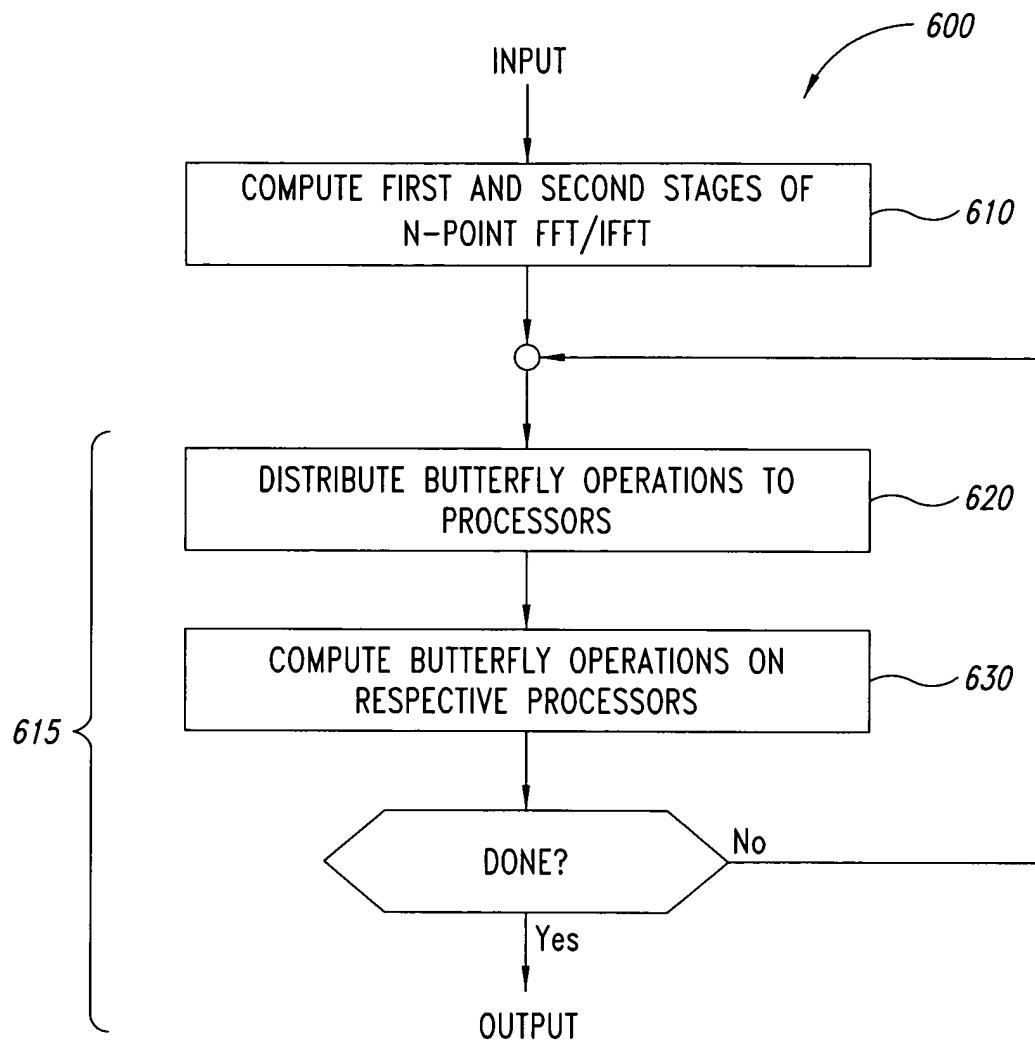 600
INPUT
COMPUTE FIRST AND SECOND STAGES OF
N-POINT FFT/IFFT
610
DISTRIBUTE BUTTERFLY OPERATIONS TO
PROCESSORS
620
COMPUTE BUTTERFLY OPERATIONS ON
RESPECTIVE PROCESSORS
630
615
DONE?
No
Yes
OUTPUT